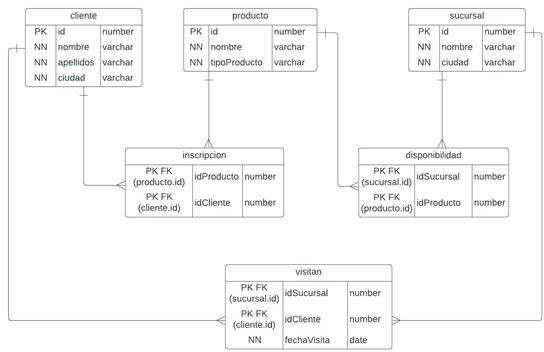 cliente
PK id number
NN nombre varchar
NN apellidos varchar
NN ciudad varchar
producto
PK id number
NN nombre varchar
NN tipoProducto varchar
sucursal
PK id number
NN nombre varchar
NN ciudad varchar
inscripcion
PK FK
(producto.id) idProducto number
PK FK
(cliente.id) idCliente number
disponibilidad
PK FK
(sucursal.id) idSucursal number
PK FK
(producto.id) idProducto number
visitan
PK FK
(sucursal.id) idSucursal number
PK FK
(cliente.id) idCliente number
NN fechaVisita date